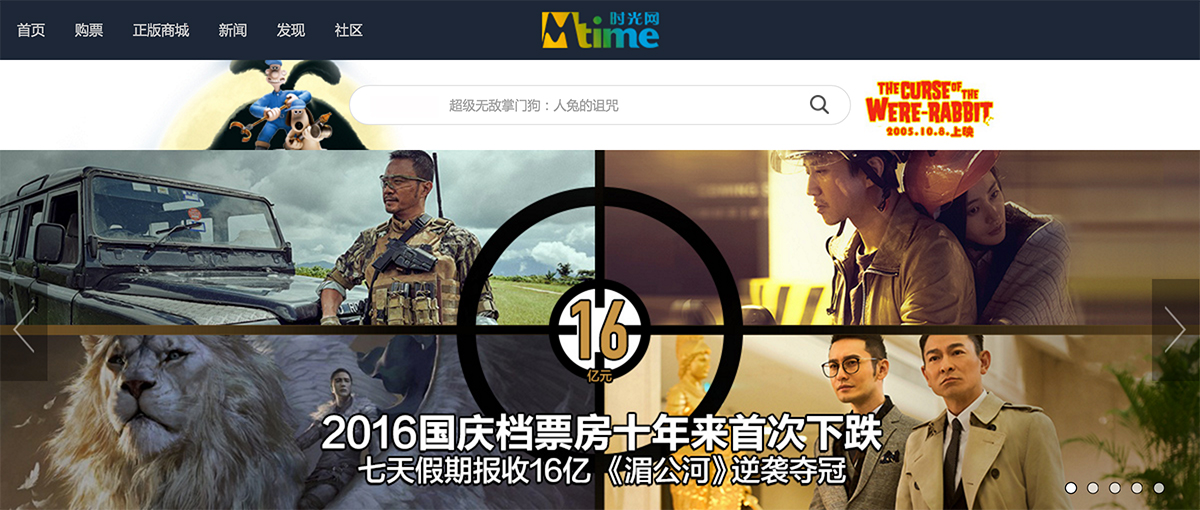 首页 购票 正版商城 新闻 发现 社区
时光网
Mtime
超级无敌掌门狗：人兔的诅咒
THE CURSE OF THE
WERE-RABBIT
2005.10.8.上映
16
亿元
2016国庆档票房十年来首次下跌
七天假期报收16亿《湄公河》逆袭夺冠